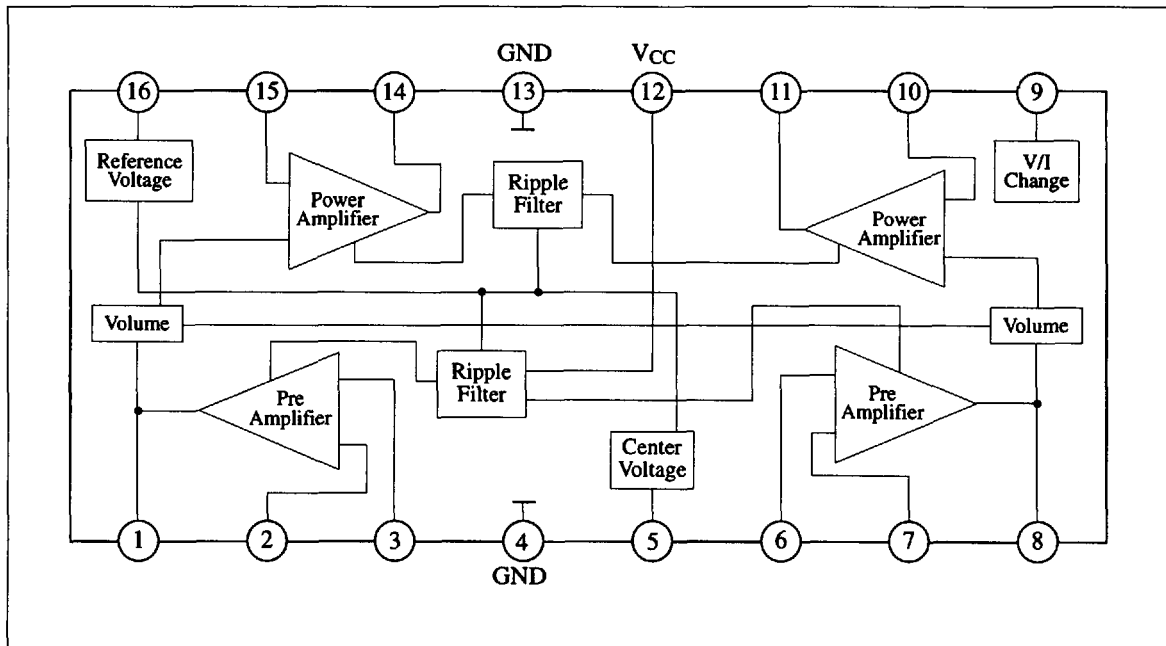 GND
VCC
16
15
14
13
12
11
10
9
Reference
Voltage
Power
Amplifier
Ripple
Filter
Power
Amplifier
V/I
Change
Volume
Volume
Pre
Amplifier
Ripple
Filter
Pre
Amplifier
Center
Voltage
1
2
3
4
5
6
7
8
GND